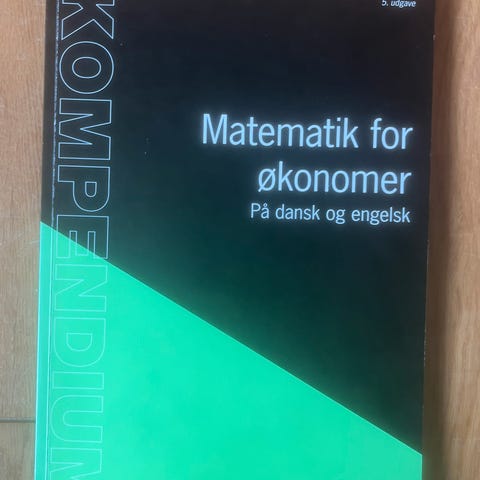 5. udgave
KOMPENDIUM
Matematik for
økonomer
På dansk og engelsk